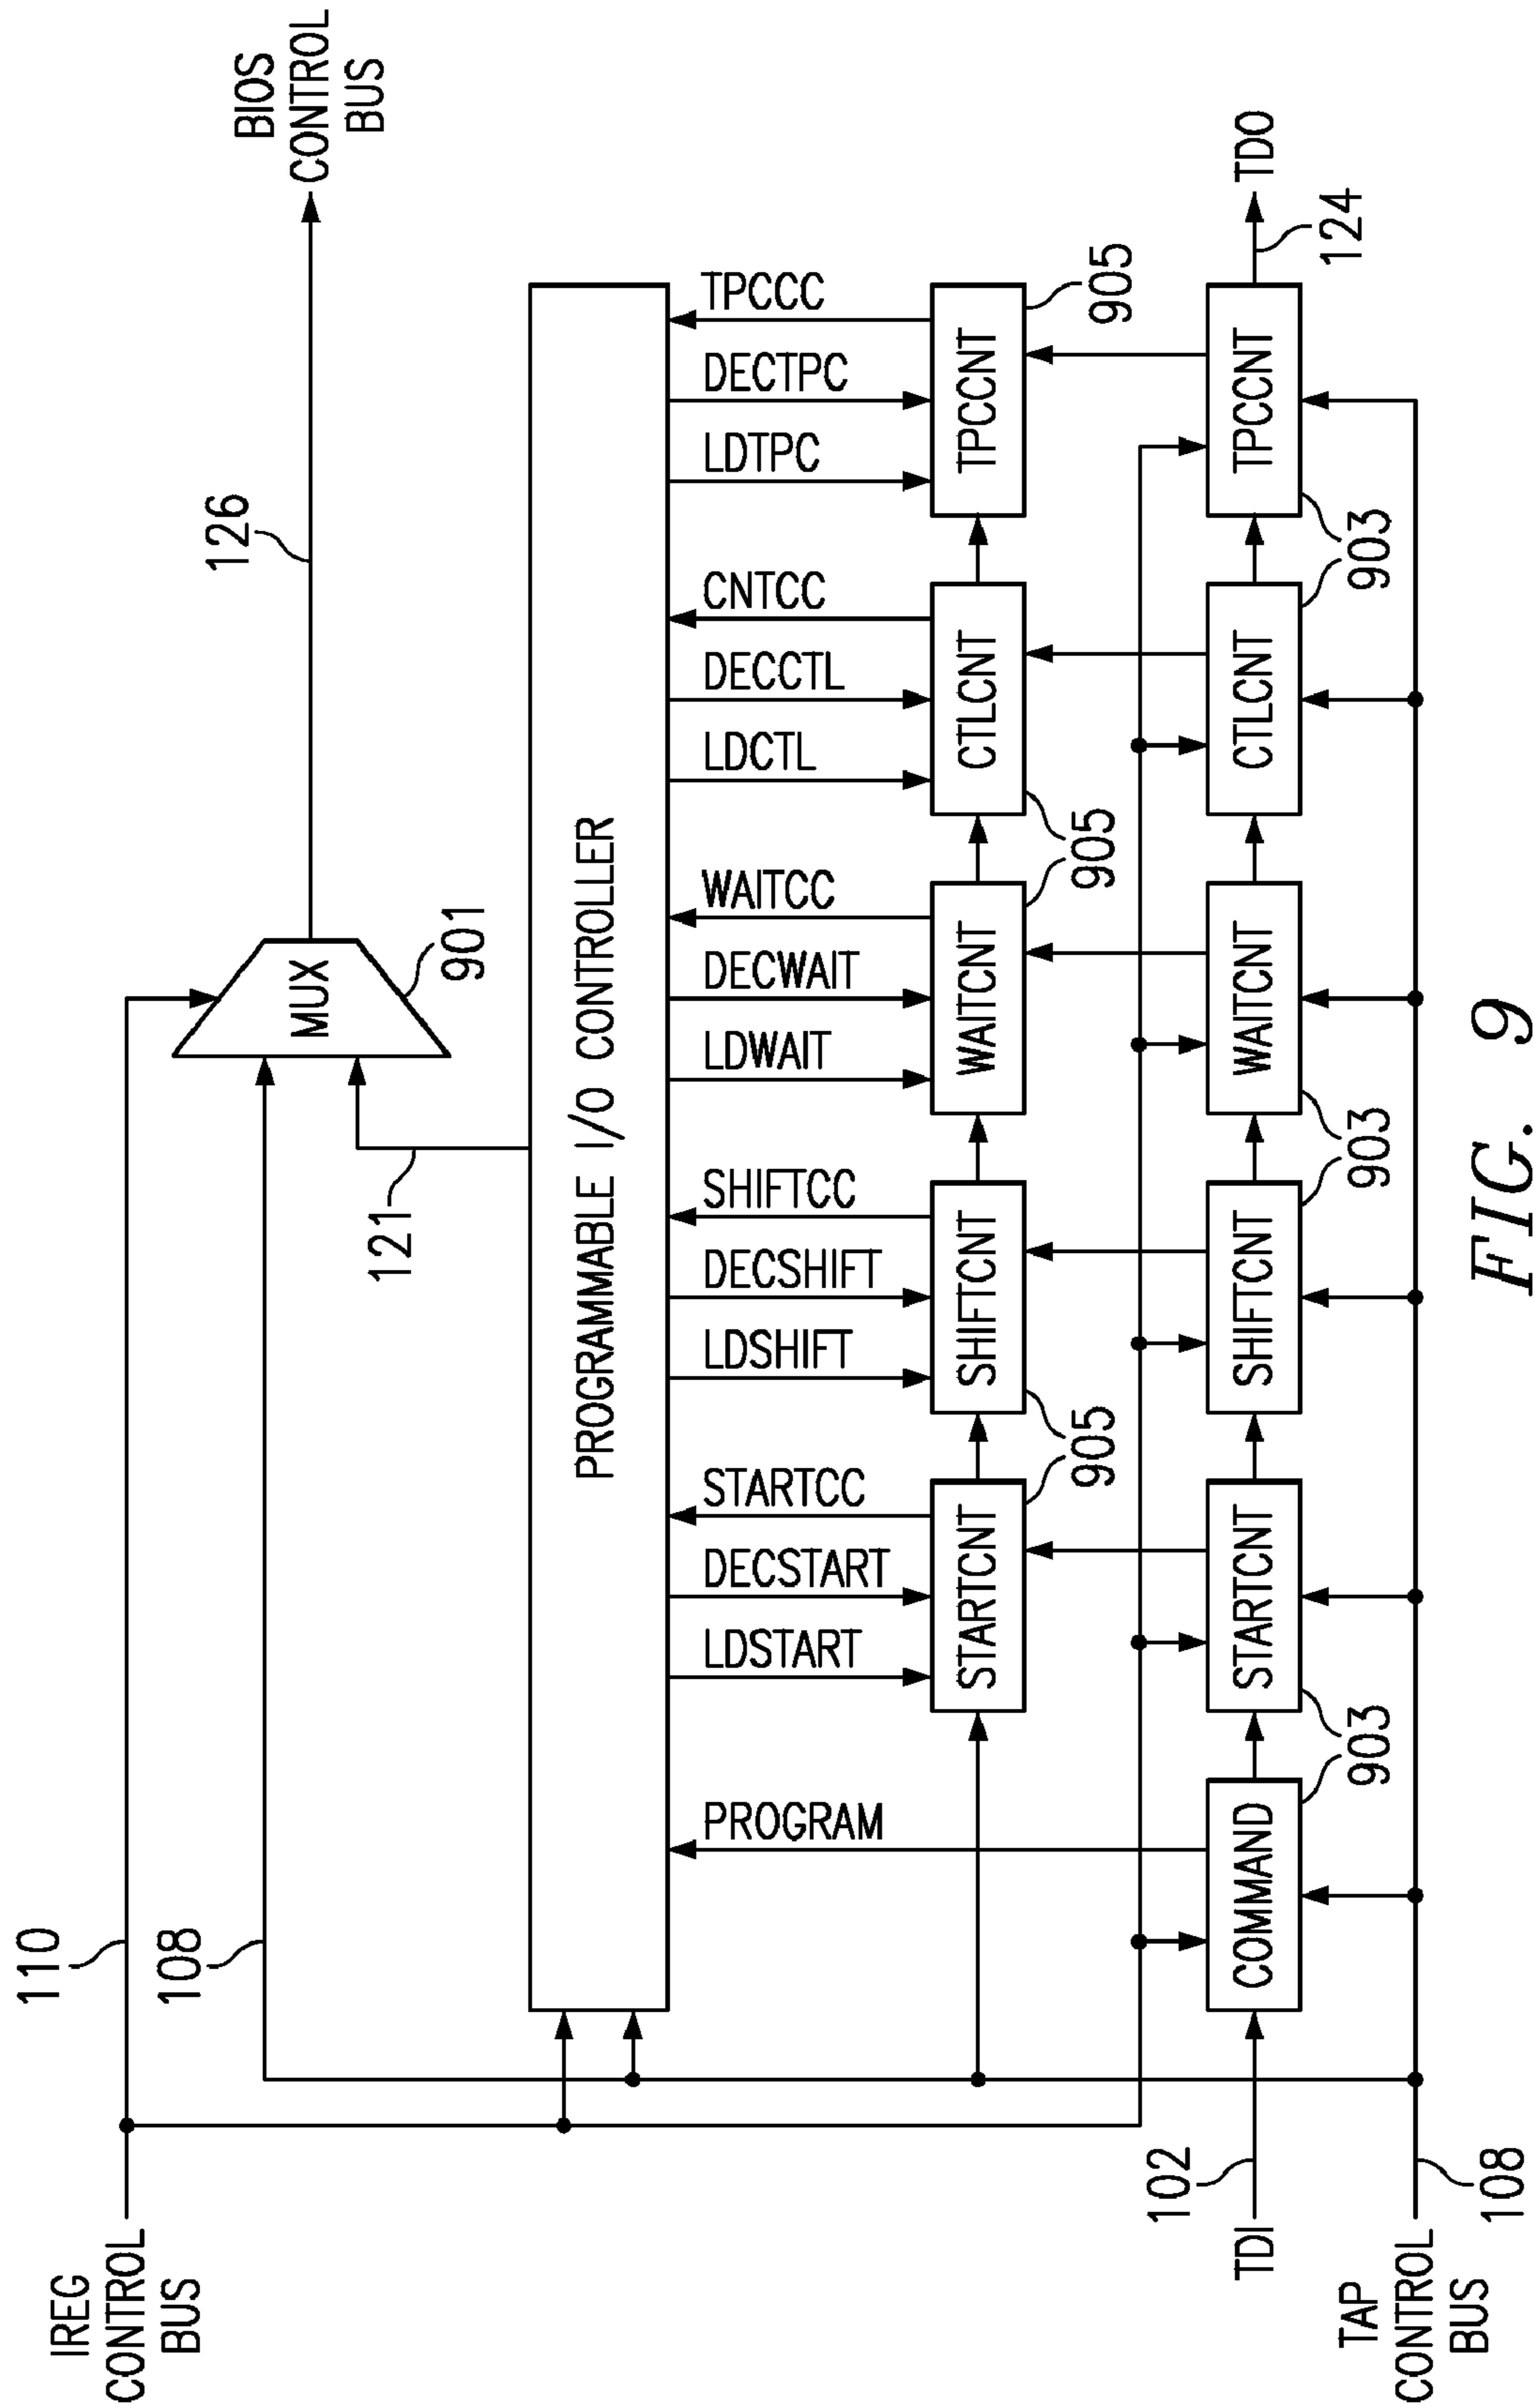 IREG
CONTROL
BUS
110
108
BIOS
CONTROL
BUS
126
MUX
901
121
PROGRAMMABLE I/O CONTROLLER
PROGRAM
LDSTART
DECSTART
STARTCC
LDSHIFT
DECSHIFT
SHIFTCC
LDWAIT
DECWAIT
WAITCC
LDCTL
DECCTL
CNTCC
LDTPC
DECTPC
TPCCC
STARTCNT
SHIFTCNT
WAITCNT
CTLCNT
TPCCNT
905
905
905
905
TDI
102
COMMAND
STARTCNT
SHIFTCNT
WAITCNT
CTLCNT
TPCCNT
TDO
124
903
903
903
TAP
CONTROL
BUS
108
FIG. 9